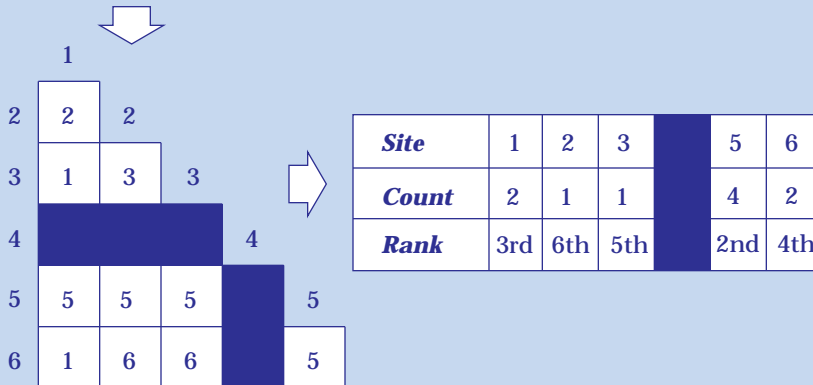 1
2 2 2
3 1 3 3
4 4
5 5 5 5 5
6 1 6 6 5
Site 1 2 3 5 6
Count 2 1 1 4 2
Rank 3rd 6th 5th 2nd 4th